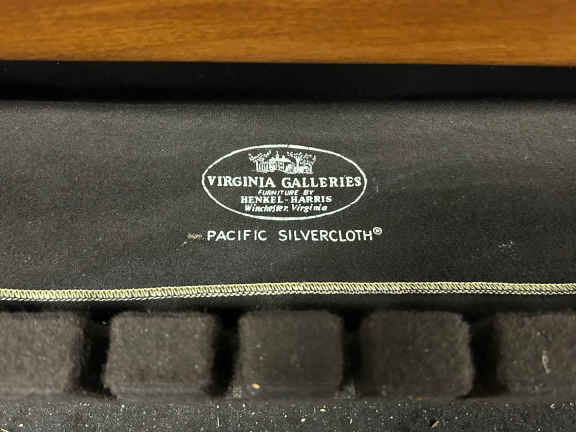 VIRGINIA GALLERIES
FURNITURE BY
HENKEL-HARRIS
Winchester, Virginia
PACIFIC SILVERCLOTH®